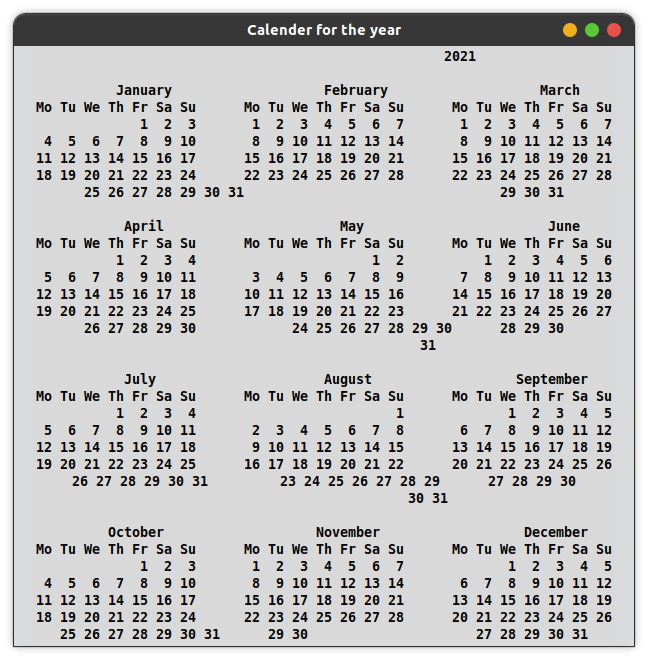 Calender for the year
2021
January February March
Mo Tu We Th Fr Sa Su Mo Tu We Th Fr Sa Su Mo Tu We Th Fr Sa Su
1 2 3 1 2 3 4 5 6 7 1 2 3 4 5 6 7
4 5 6 7 8 9 10 8 9 10 11 12 13 14 8 9 10 11 12 13 14
11 12 13 14 15 16 17 15 16 17 18 19 20 21 15 16 17 18 19 20 21
18 19 20 21 22 23 24 22 23 24 25 26 27 28 22 23 24 25 26 27 28
25 26 27 28 29 30 31 29 30 31
April May June
Mo Tu We Th Fr Sa Su Mo Tu We Th Fr Sa Su Mo Tu We Th Fr Sa Su
1 2 3 4 1 2 1 2 3 4 5 6
5 6 7 8 9 10 11 3 4 5 6 7 8 9 7 8 9 10 11 12 13
12 13 14 15 16 17 18 10 11 12 13 14 15 16 14 15 16 17 18 19 20
19 20 21 22 23 24 25 17 18 19 20 21 22 23 21 22 23 24 25 26 27
26 27 28 29 30 24 25 26 27 28 29 30 28 29 30
31
July August September
Mo Tu We Th Fr Sa Su Mo Tu We Th Fr Sa Su Mo Tu We Th Fr Sa Su
1 2 3 4 1 1 2 3 4 5
5 6 7 8 9 10 11 2 3 4 5 6 7 8 6 7 8 9 10 11 12
12 13 14 15 16 17 18 9 10 11 12 13 14 15 13 14 15 16 17 18 19
19 20 21 22 23 24 25 16 17 18 19 20 21 22 20 21 22 23 24 25 26
26 27 28 29 30 31 23 24 25 26 27 28 29 27 28 29 30
30 31
October November December
Mo Tu We Th Fr Sa Su Mo Tu We Th Fr Sa Su Mo Tu We Th Fr Sa Su
1 2 3 1 2 3 4 5 6 7 1 2 3 4 5
4 5 6 7 8 9 10 8 9 10 11 12 13 14 6 7 8 9 10 11 12
11 12 13 14 15 16 17 15 16 17 18 19 20 21 13 14 15 16 17 18 19
18 19 20 21 22 23 24 22 23 24 25 26 27 28 20 21 22 23 24 25 26
25 26 27 28 29 30 31 29 30 27 28 29 30 31